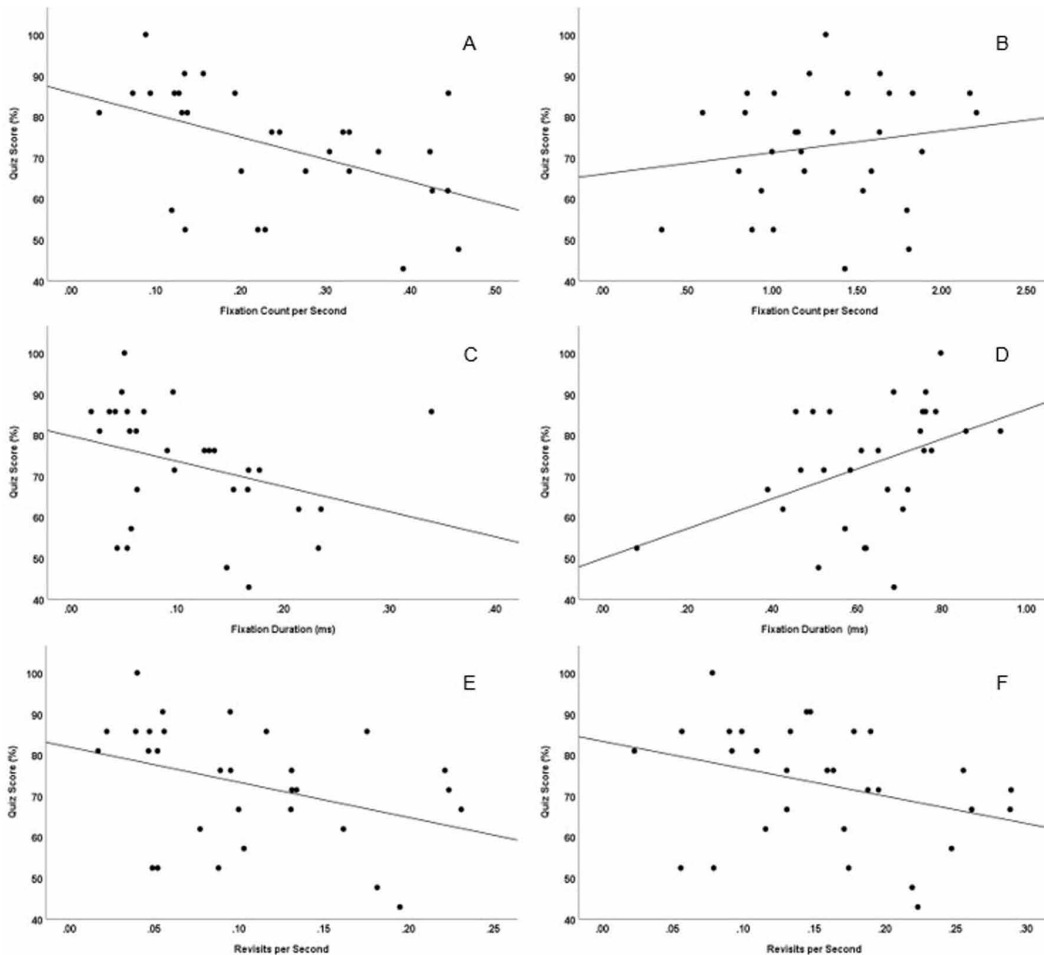 A
100
90
80
70
60
50
40
Quiz Score (%)
.00 .10 .20 .30 .40 .50
Fixation Count per Second
B
100
90
80
70
60
50
40
Quiz Score (%)
.00 .50 1.00 1.50 2.00 2.50
Fixation Count per Second
C
100
90
80
70
60
50
40
Quiz Score (%)
.00 .10 .20 .30 .40
Fixation Duration (ms)
D
100
90
80
70
60
50
40
Quiz Score (%)
.00 .20 .40 .60 .80 1.00
Fixation Duration (ms)
E
100
90
80
70
60
50
40
Quiz Score (%)
.00 .05 .10 .15 .20 .25
Revisits per Second
F
100
90
80
70
60
50
40
Quiz Score (%)
.00 .05 .10 .15 .20 .25 .30
Revisits per Second